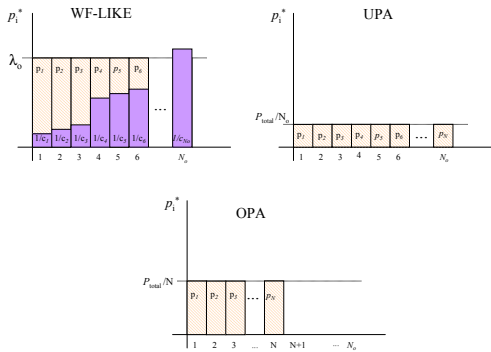 WF-LIKE
p_i^*
λ_o
p_1 p_2 p_3 p_4 p_5 p_6
...
1/c_1 1/c_2 1/c_3 1/c_4 1/c_5 1/c_6 1/c_No
1 2 3 4 5 6 N_o
UPA
p_i^*
P_total/N_o
p_1 p_2 p_3 p_4 p_5 p_6 ... p_N
1 2 3 4 5 6 N_o
OPA
p_i^*
P_total/N
p_1 p_2 p_3 ... p_N
1 2 3 ... N N+1 ... N_o